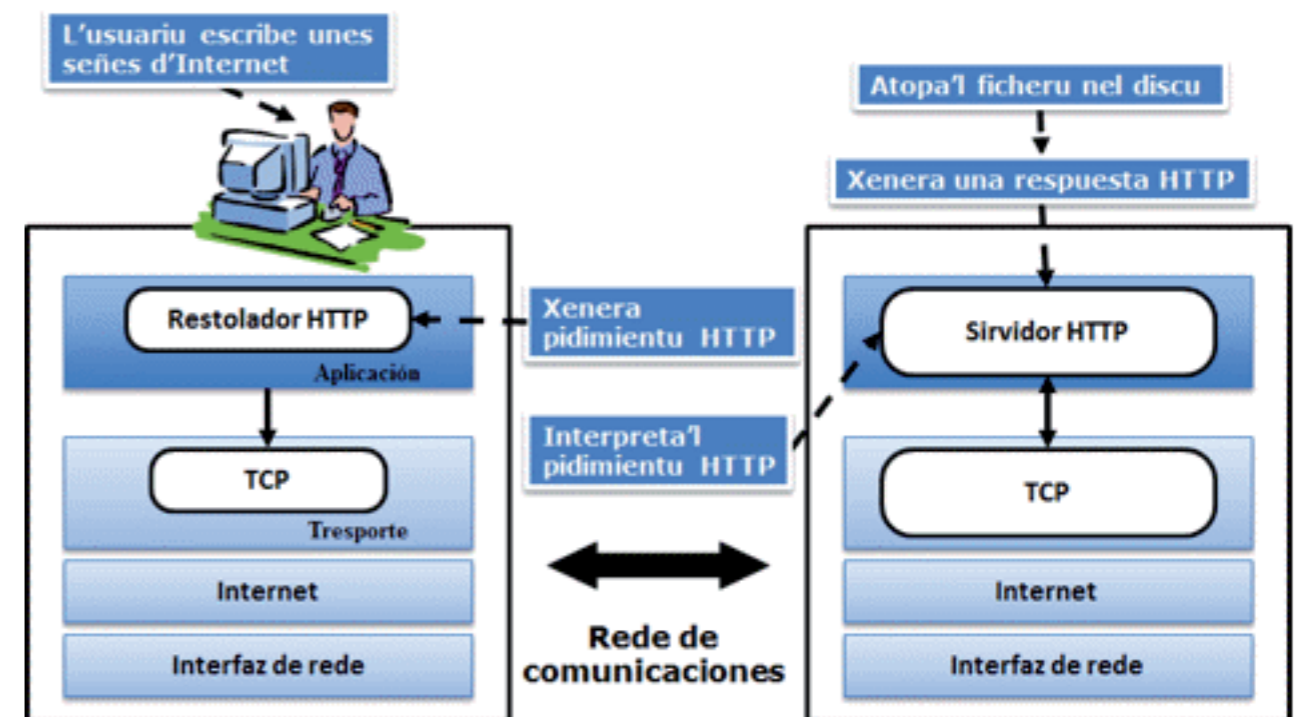 L'usuariu escribe unes
señes d'Internet
Atopa'l ficheru nel discu
Xenera una respuesta HTTP
Restolador HTTP
Aplicación
Xenera
pidimientu HTTP
Sirvidor HTTP
Interpreta'l
pidimientu HTTP
TCP
Tresporte
TCP
Internet
Interfaz de rede
Rede de
comunicaciones
Internet
Interfaz de rede